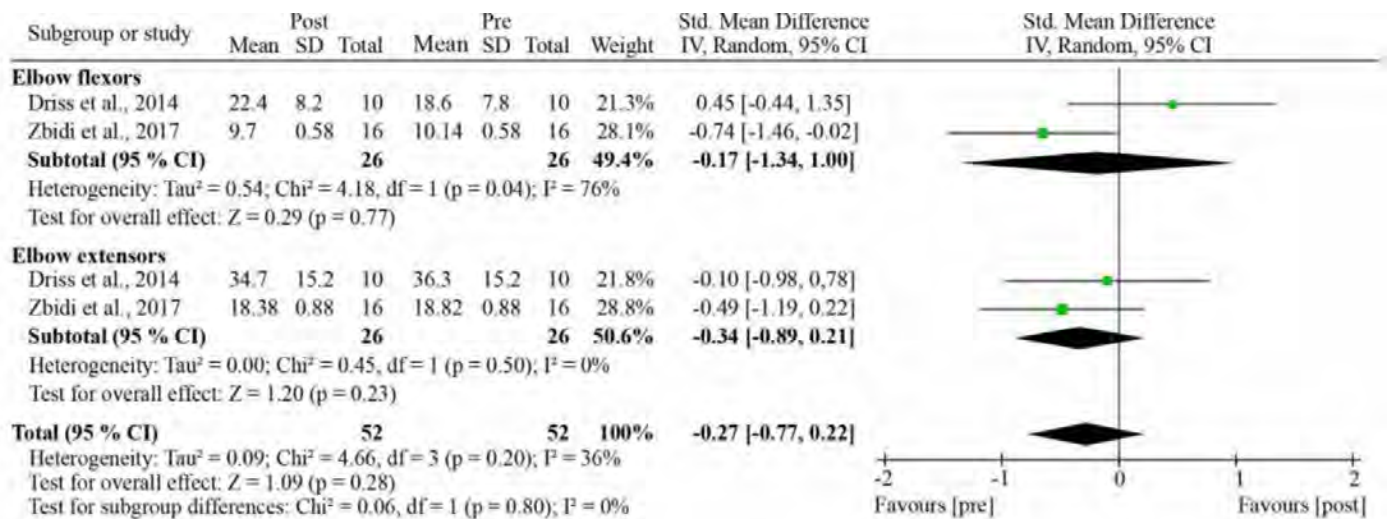 Subgroup or study Post Pre Std. Mean Difference Std. Mean Difference
Mean SD Total Mean SD Total Weight IV, Random, 95% CI IV, Random, 95% CI
Elbow flexors
Driss et al., 2014 22.4 8.2 10 18.6 7.8 10 21.3% 0.45 [-0.44, 1.35]
Zbidi et al., 2017 9.7 0.58 16 10.14 0.58 16 28.1% -0.74 [-1.46, -0.02]
Subtotal (95 % CI) 26 26 49.4% -0.17 [-1.34, 1.00]
Heterogeneity: Tau² = 0.54; Chi² = 4.18, df = 1 (p = 0.04); I² = 76%
Test for overall effect: Z = 0.29 (p = 0.77)
Elbow extensors
Driss et al., 2014 34.7 15.2 10 36.3 15.2 10 21.8% -0.10 [-0.98, 0,78]
Zbidi et al., 2017 18.38 0.88 16 18.82 0.88 16 28.8% -0.49 [-1.19, 0.22]
Subtotal (95 % CI) 26 26 50.6% -0.34 [-0.89, 0.21]
Heterogeneity: Tau² = 0.00; Chi² = 0.45, df = 1 (p = 0.50); I² = 0%
Test for overall effect: Z = 1.20 (p = 0.23)
Total (95 % CI) 52 52 100% -0.27 [-0.77, 0.22]
Heterogeneity: Tau² = 0.09; Chi² = 4.66, df = 3 (p = 0.20); I² = 36%
Test for overall effect: Z = 1.09 (p = 0.28)
Test for subgroup differences: Chi² = 0.06, df = 1 (p = 0.80); I² = 0%
-2 -1 0 1 2
Favours [pre] Favours [post]